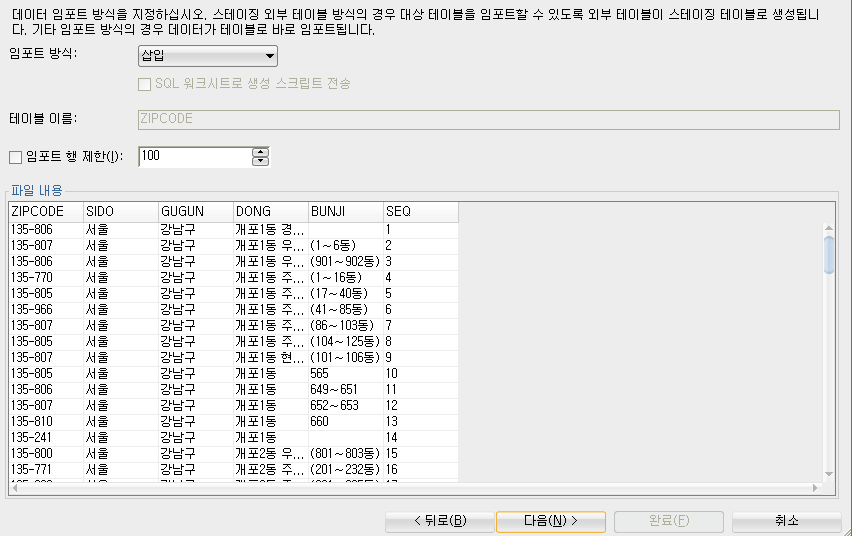 데이터 임포트 방식을 지정하십시오. 스테이징 외부 테이블 방식의 경우 대상 테이블을 임포트할 수 있도록 외부 테이블이 스테이징 테이블로 생성됩니
다. 기타 임포트 방식의 경우 데이터가 테이블로 바로 임포트됩니다.
임포트 방식: 삽입
SQL 워크시트로 생성 스크립트 전송
테이블 이름: ZIPCODE
임포트 행 제한(I): 100
파일 내용
ZIPCODE SIDO GUGUN DONG BUNJI SEQ
135-806 서울 강남구 개포1동 경... 1
135-807 서울 강남구 개포1동 우... (1~6동) 2
135-806 서울 강남구 개포1동 우... (901~902동) 3
135-770 서울 강남구 개포1동 주... (1~16동) 4
135-805 서울 강남구 개포1동 주... (17~40동) 5
135-966 서울 강남구 개포1동 주... (41~85동) 6
135-807 서울 강남구 개포1동 주... (86~103동) 7
135-805 서울 강남구 개포1동 주... (104~125동) 8
135-807 서울 강남구 개포1동 현... (101~106동) 9
135-805 서울 강남구 개포1동 565 10
135-806 서울 강남구 개포1동 649~651 11
135-807 서울 강남구 개포1동 652~653 12
135-810 서울 강남구 개포1동 660 13
135-241 서울 강남구 개포1동 14
135-800 서울 강남구 개포2동 우... (801~803동) 15
135-771 서울 강남구 개포2동 주... (201~232동) 16
< 뒤로(B) 다음(N) > 완료(F) 취소